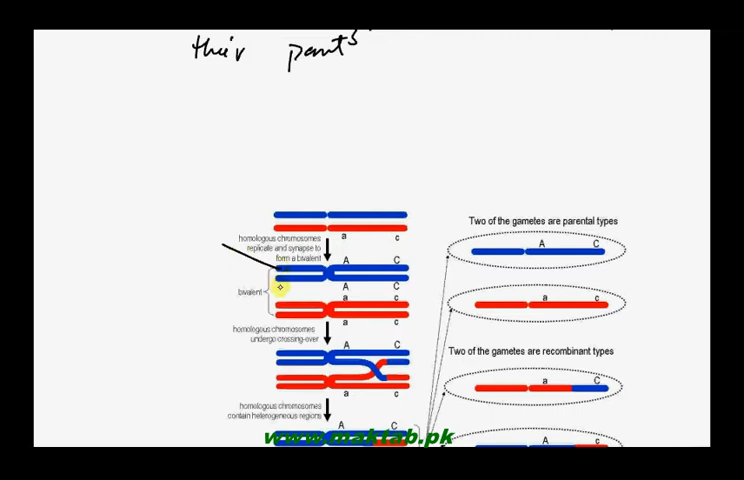 their parts
Two of the gametes are parental types
a c
homologous chromosomes
replicate and synapse to
form a bivalent
A C
A C
bivalent
A C
a c
a c
homologous chromosomes
undergo crossing-over
A C
a c
Two of the gametes are recombinant types
a C
a c
homologous chromosomes
contain heterogeneous regions
A C
A c
www.maktab.pk